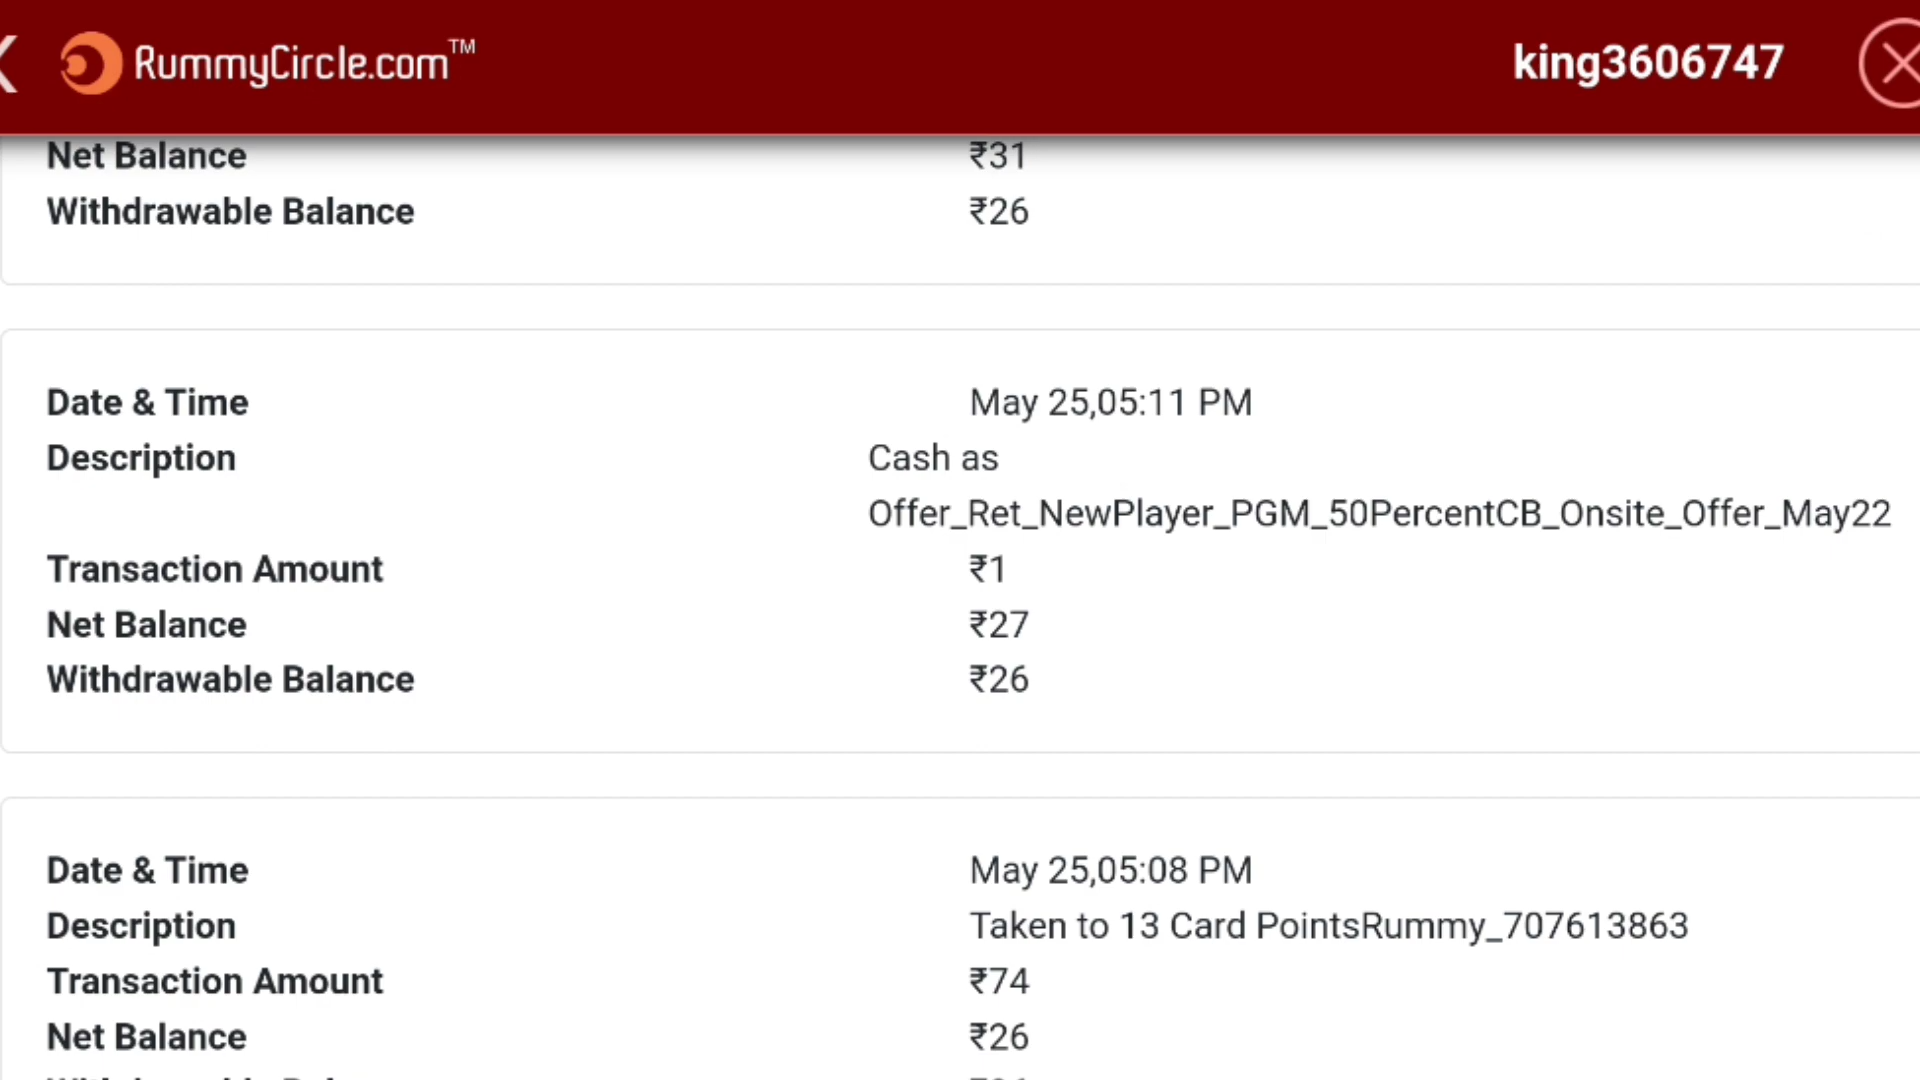 RummyCircle.com™ king3606747
Net Balance ₹31
Withdrawable Balance ₹26
Date & Time May 25,05:11 PM
Description Cash as
Offer_Ret_NewPlayer_PGM_50PercentCB_Onsite_Offer_May22
Transaction Amount ₹1
Net Balance ₹27
Withdrawable Balance ₹26
Date & Time May 25,05:08 PM
Description Taken to 13 Card PointsRummy_707613863
Transaction Amount ₹74
Net Balance ₹26